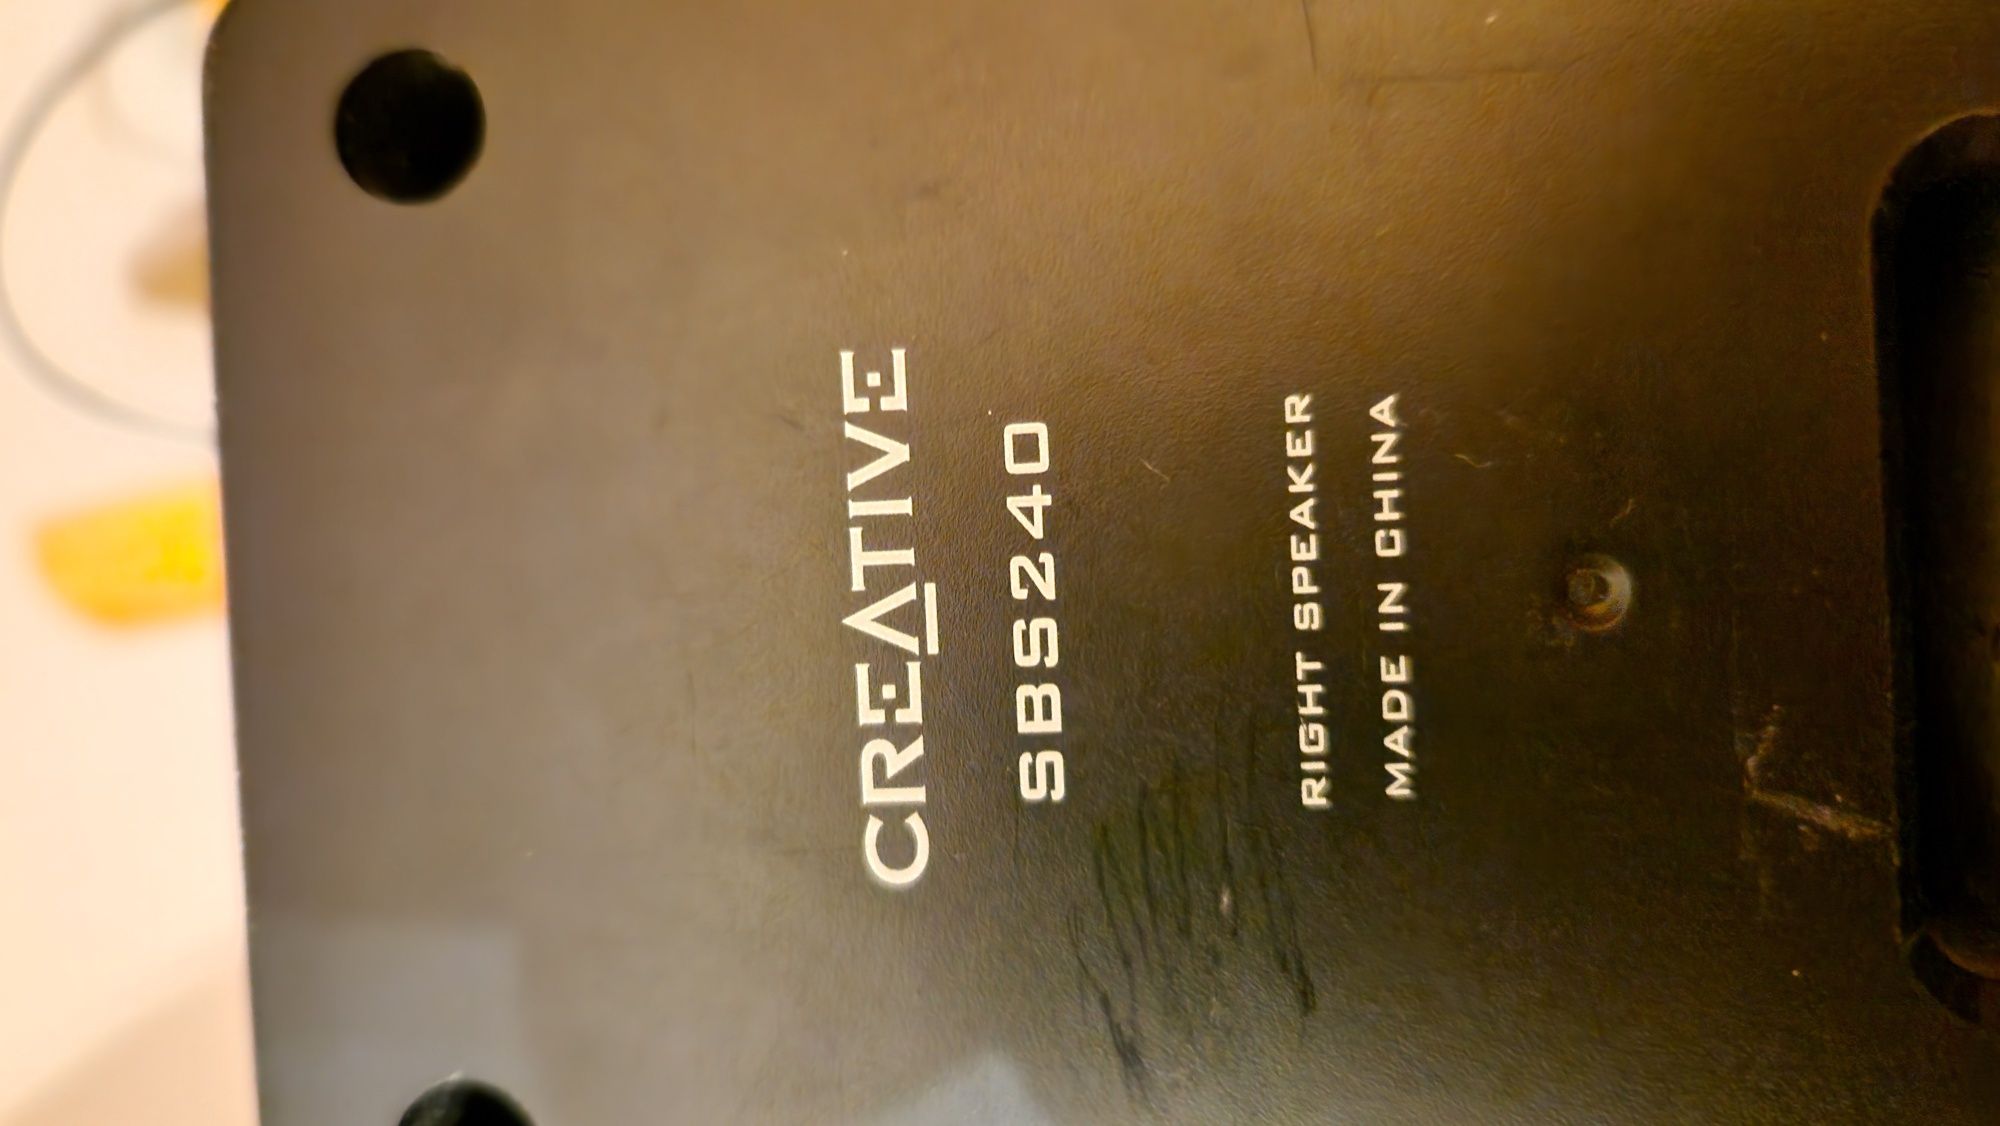 CREATIVE
SBS240
RIGHT SPEAKER
MADE IN CHINA